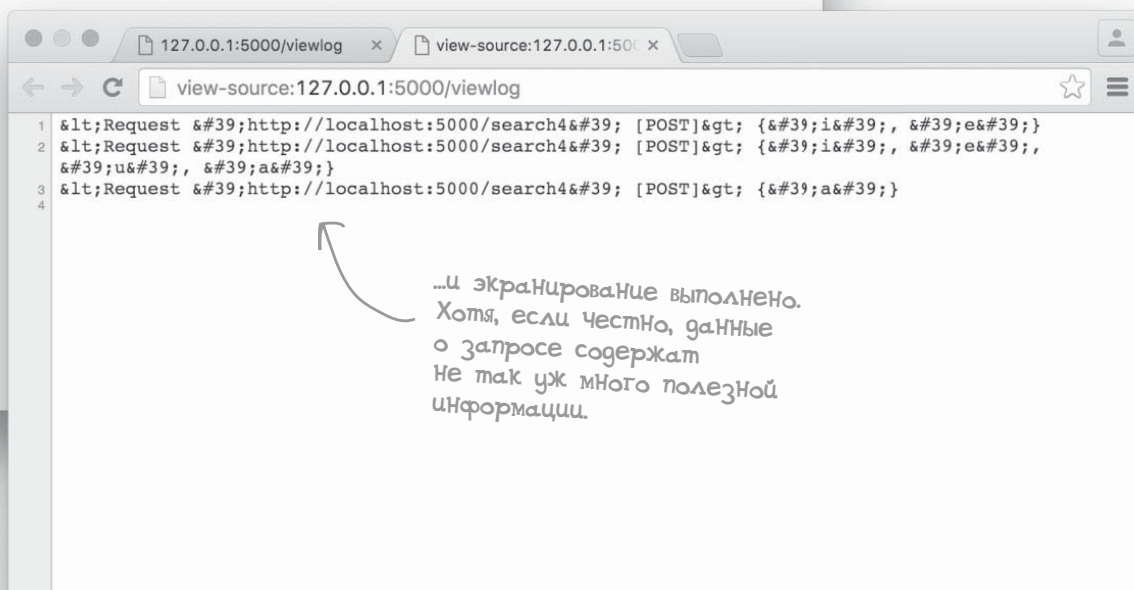 127.0.0.1:5000/viewlog
view-source:127.0.0.1:500
view-source:127.0.0.1:5000/viewlog
1 &lt;Request &#39;http://localhost:5000/search4&#39; [POST]&gt; {&#39;i&#39;, &#39;e&#39;}
2 &lt;Request &#39;http://localhost:5000/search4&#39; [POST]&gt; {&#39;i&#39;, &#39;e&#39;,
&#39;u&#39;, &#39;a&#39;}
3 &lt;Request &#39;http://localhost:5000/search4&#39; [POST]&gt; {&#39;a&#39;}
4
...и экранирование выполнено.
Хотя, если честно, данные
о запросе содержат
не так уж много полезной
информации.